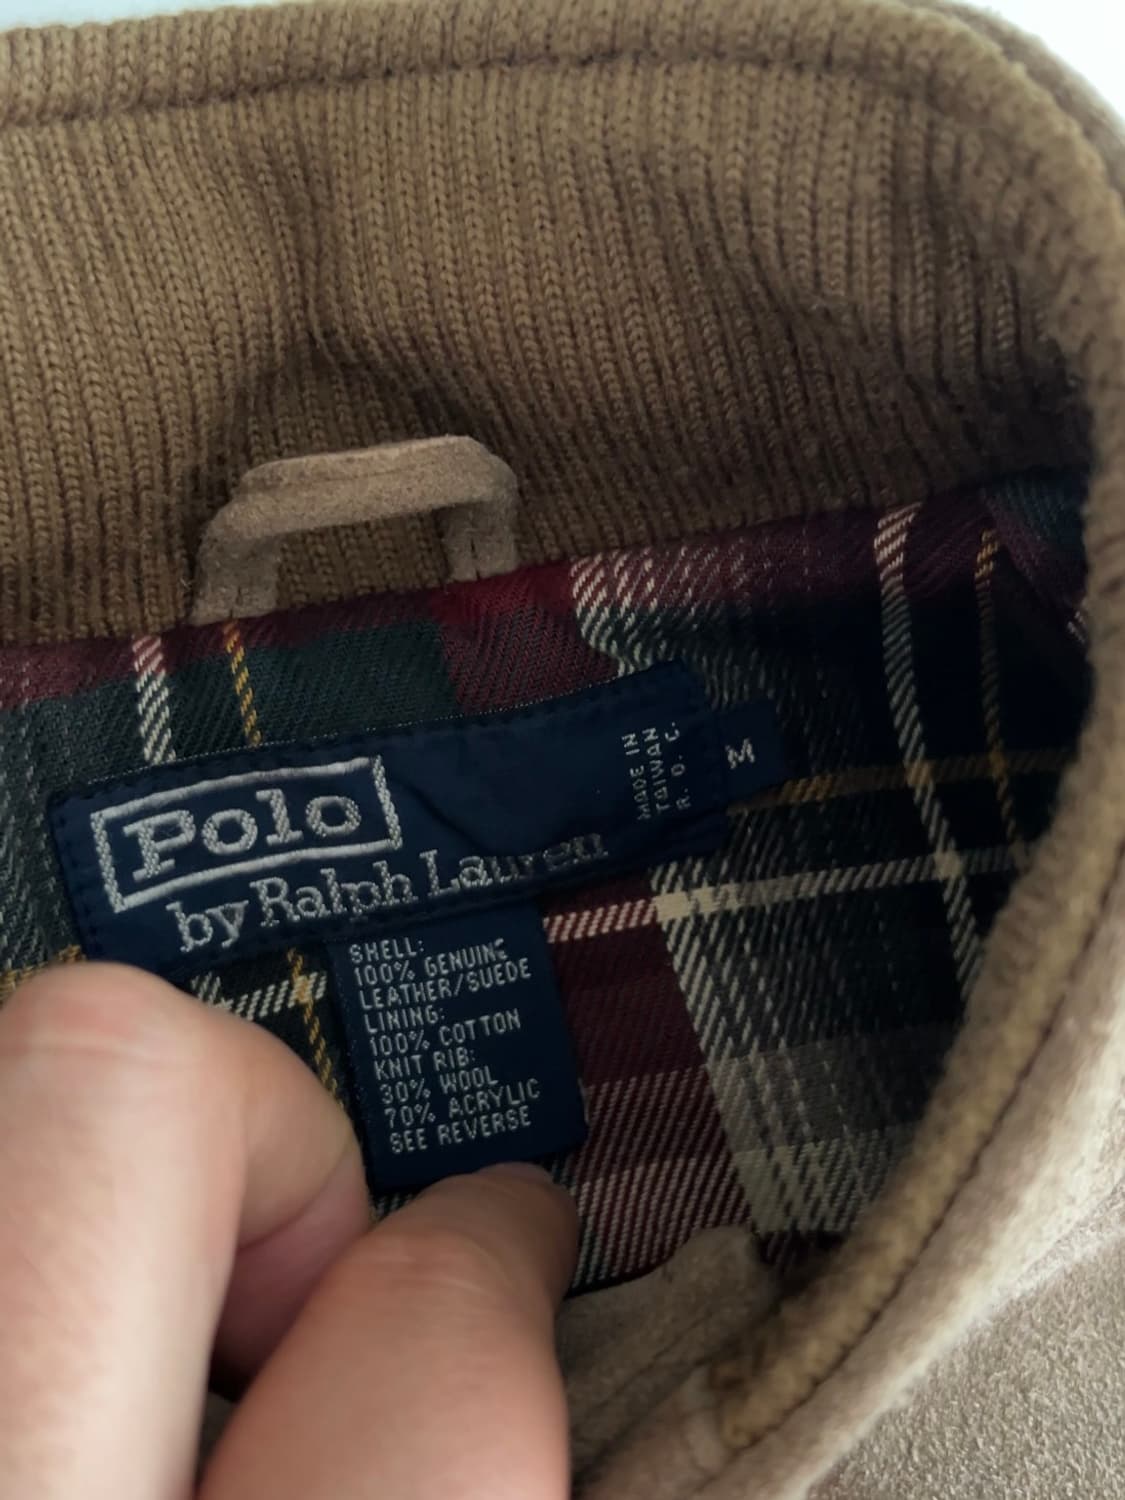 Polo
by Ralph Lauren
MADE IN
TAIWAN
R. O. C.
M
SHELL:
100% GENUINE
LEATHER/SUEDE
LINING:
100% COTTON
KNIT RIB:
30% WOOL
70% ACRYLIC
SEE REVERSE